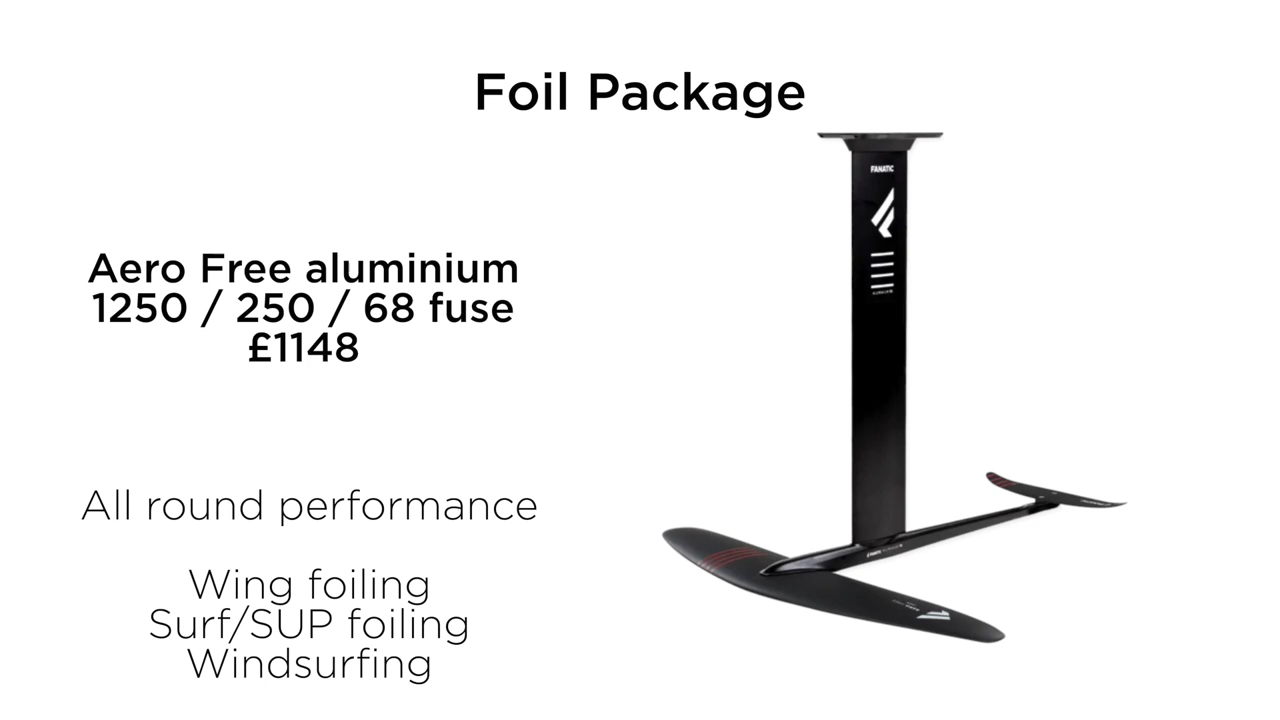 Foil Package
Aero Free aluminium
1250 / 250 / 68 fuse
£1148
All round performance
Wing foiling
Surf/SUP foiling
Windsurfing
FANATIC
FANATIC